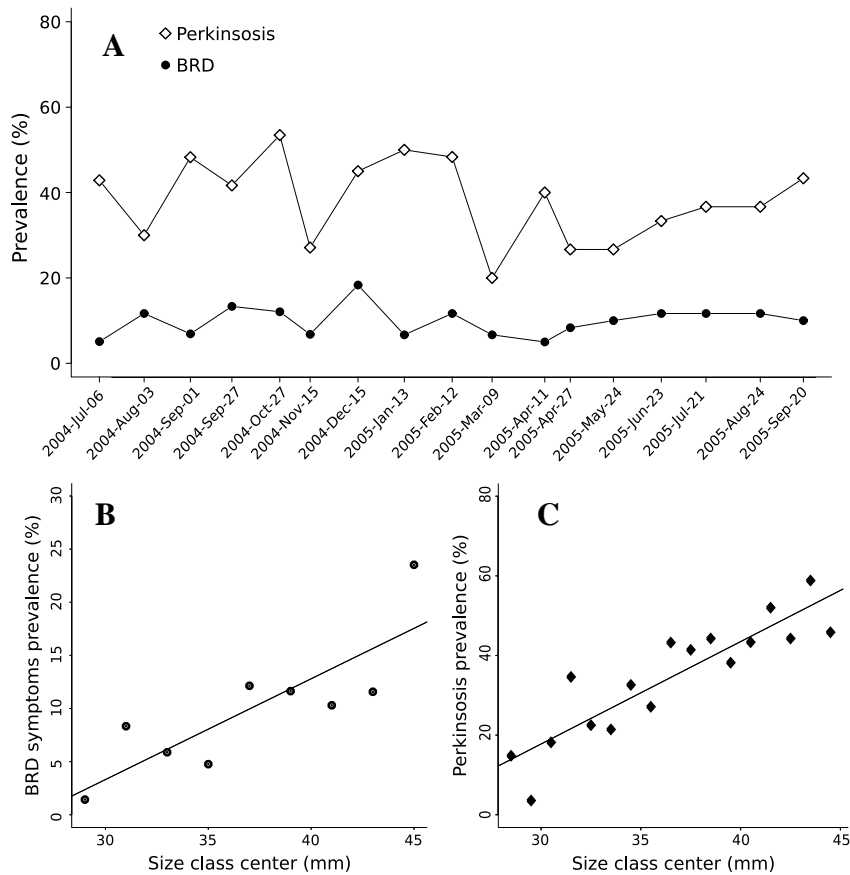 A
Perkinsosis
BRD
Prevalence (%)
80
60
40
20
0
2004-Jul-06
2004-Aug-03
2004-Sep-01
2004-Sep-27
2004-Oct-27
2004-Nov-15
2004-Dec-15
2005-Jan-13
2005-Feb-12
2005-Mar-09
2005-Apr-11
2005-Apr-27
2005-May-24
2005-Jun-23
2005-Jul-21
2005-Aug-24
2005-Sep-20
B
BRD symptoms prevalence (%)
30
25
20
15
10
5
0
30
35
40
45
Size class center (mm)
C
Perkinsosis prevalence (%)
80
60
40
20
0
30
35
40
45
Size class center (mm)